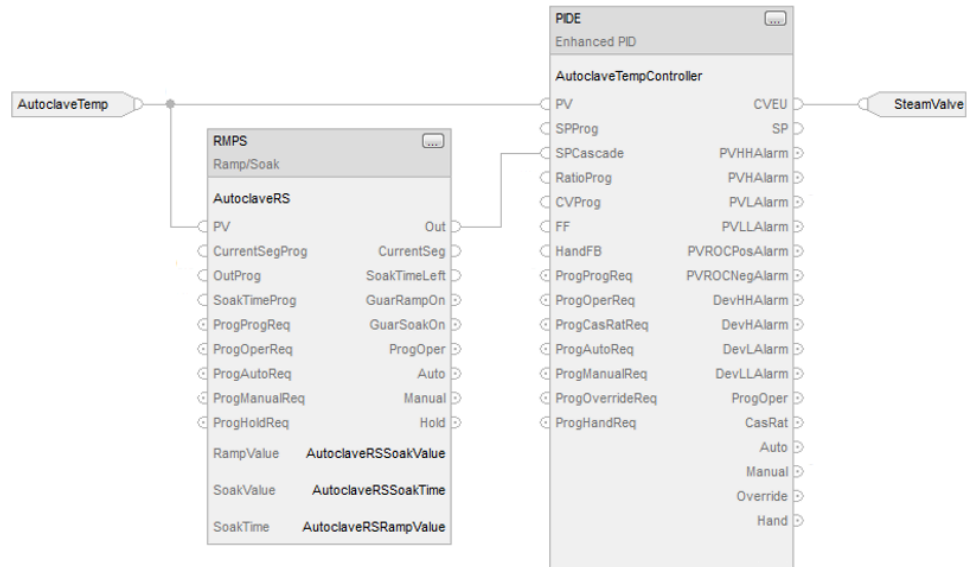 AutoclaveTemp
RMPS
...
Ramp/Soak
AutoclaveRS
PV Out
CurrentSegProg CurrentSeg
OutProg SoakTimeLeft
SoakTimeProg GuarRampOn
ProgProgReq GuarSoakOn
ProgOperReq ProgOper
ProgAutoReq Auto
ProgManualReq Manual
ProgHoldReq Hold
RampValue AutoclaveRSSoakValue
SoakValue AutoclaveRSSoakTime
SoakTime AutoclaveRSRampValue
PIDE
...
Enhanced PID
AutoclaveTempController
PV CVEU
SPProg SP
SPCascade PVHHAlarm
RatioProg PVHAlarm
CVProg PVLAlarm
FF PVLLAlarm
HandFB PVROCPosAlarm
ProgProgReq PVROCNegAlarm
ProgOperReq DevHHAlarm
ProgCasRatReq DevHAlarm
ProgAutoReq DevLAlarm
ProgManualReq DevLLAlarm
ProgOverrideReq ProgOper
ProgHandReq CasRat
Auto
Manual
Override
Hand
SteamValve